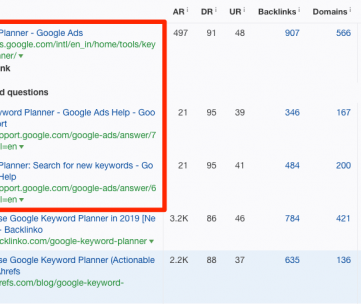 AR DR UR Backlinks Domains
Planner - Google Ads 497 91 48 907 566
s.google.com/intl/en_in/home/tools/key
nner/
nk
d questions
yword Planner - Google Ads Help - Goo 21 95 39 346 167
rt
pport.google.com/google-ads/answer/7
l=en
Planner: Search for new keywords - Go 21 95 41 484 200
Help
pport.google.com/google-ads/answer/6
l=en
se Google Keyword Planner in 2019 [Ne 3.2K 86 46 784 421
- Backlinko
acklinko.com/google-keyword-planner
se Google Keyword Planner (Actionable 2.2K 88 37 635 136
Ahrefs
refs.com/blog/google-keyword-